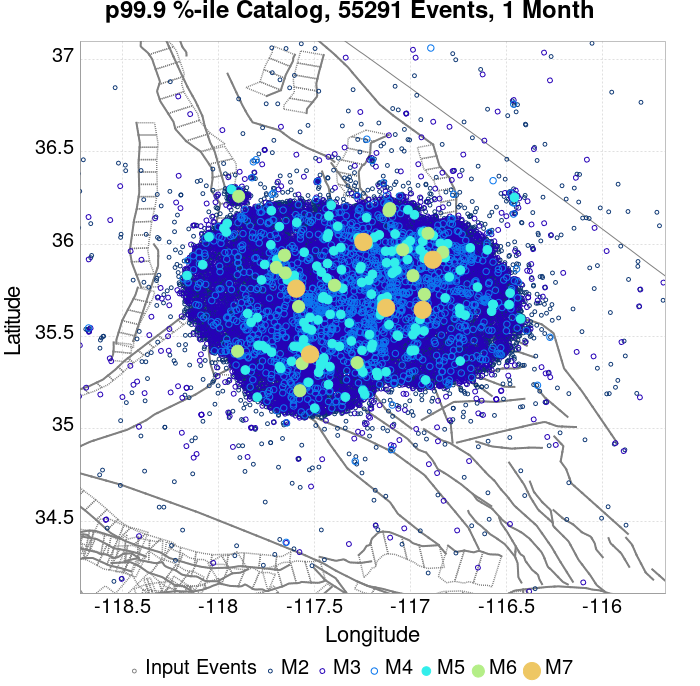 p99.9 %-ile Catalog, 55291 Events, 1 Month
37
36.5
36
35.5
35
34.5
Latitude
-118.5 -118 -117.5 -117 -116.5 -116
Longitude
Input Events M2 M3 M4 M5 M6 M7